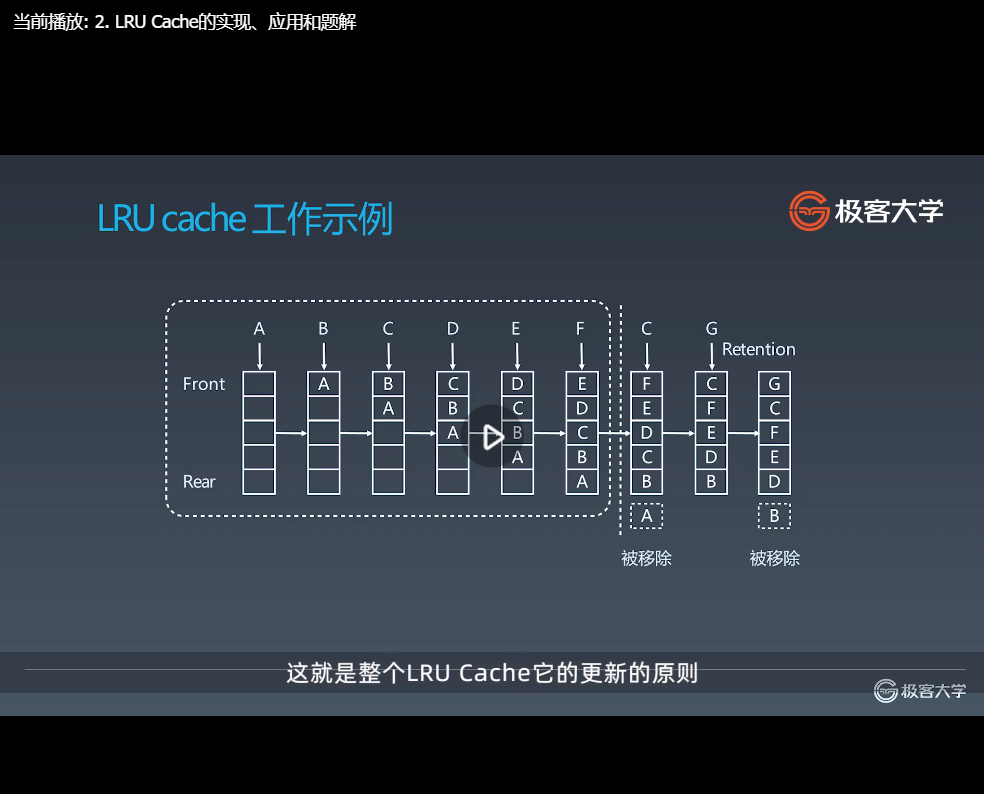 当前播放: 2. LRU Cache的实现、应用和题解
LRU cache 工作示例
极客大学
A B C D E F C G
Retention
Front A B C D E F C G
A B C D E F C
A B C D E F
A B C D E
Rear A B B D
A B
被移除 被移除
这就是整个LRU Cache它的更新的原则
极客大学